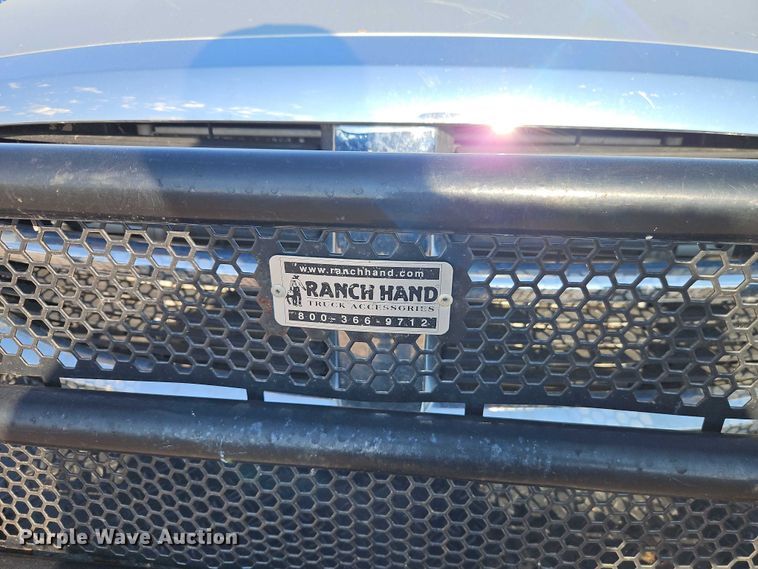 www.ranchhand.com
RANCH HAND
TRUCK ACCESSORIES
800-366-9712
Purple Wave Auction